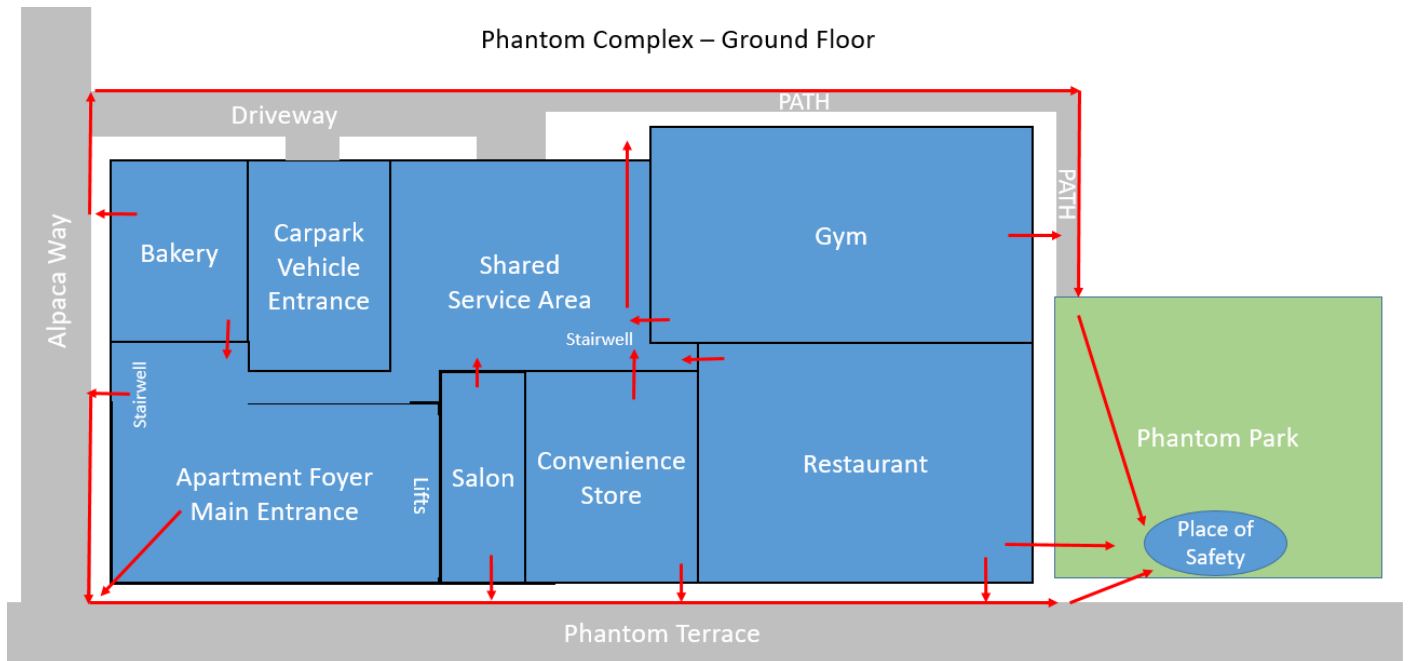 Phantom Complex – Ground Floor
Driveway
PATH
PATH
Alpaca Way
Bakery
Carpark
Vehicle
Entrance
Shared
Service Area
Gym
Stairwell
Stairwell
Apartment Foyer
Main Entrance
Lifts
Salon
Convenience
Store
Restaurant
Phantom Park
Place of
Safety
Phantom Terrace